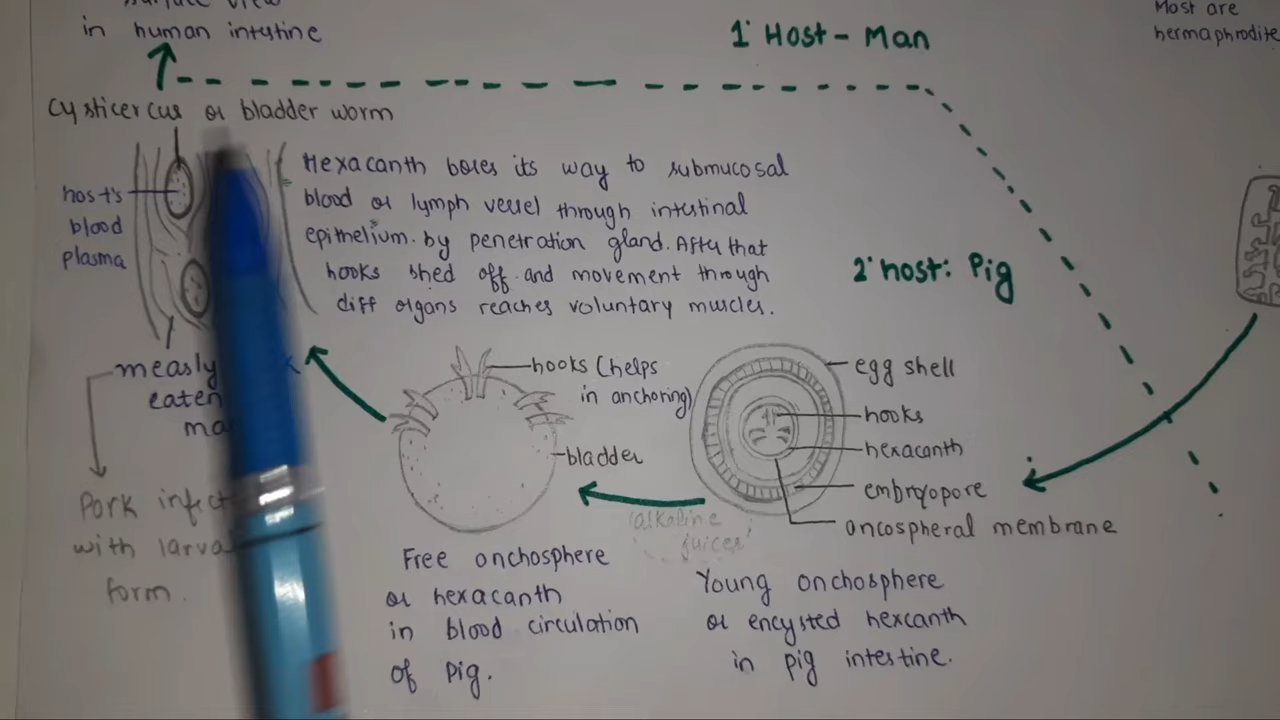 in human intestine
1° Host - Man
Most are
hermaphrodite
Cysticercus or bladder worm
host's
blood
plasma
Hexacanth bores its way to submucosal
blood or lymph vessel through intestinal
epithelium. by penetration gland. After that
hooks shed off and movement through
diff organs reaches voluntary muscles.
2° host: Pig
measly
eaten
hooks (helps
in anchoring)
bladder
egg shell
hooks
hexacanth
embryopore
oncospheral membrane
Pork
with
form.
alkaline
juices
Free onchosphere
or hexacanth
in blood circulation
of pig.
Young onchosphere
or encysted hexcanth
in pig intestine.